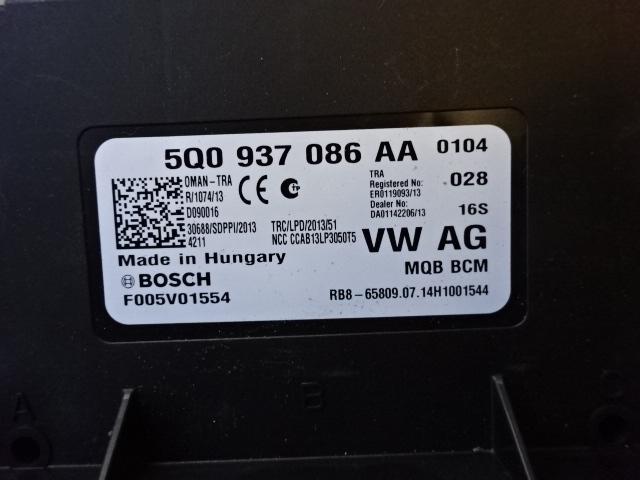 5Q0 937 086 AA 0104
OMAN-TRA
R/1074/13
D090016
30688/SDPPI/2013
4211
CE
TRC/LPD/2013/51
NCC CCAB13LP3050T5
TRA
Registered No:
ER0119093/13
Dealer No:
DA01142206/13
028
16S
Made in Hungary
VW AG
BOSCH
MQB BCM
F005V01554
RB8-65809.07.14H1001544
A
B
C